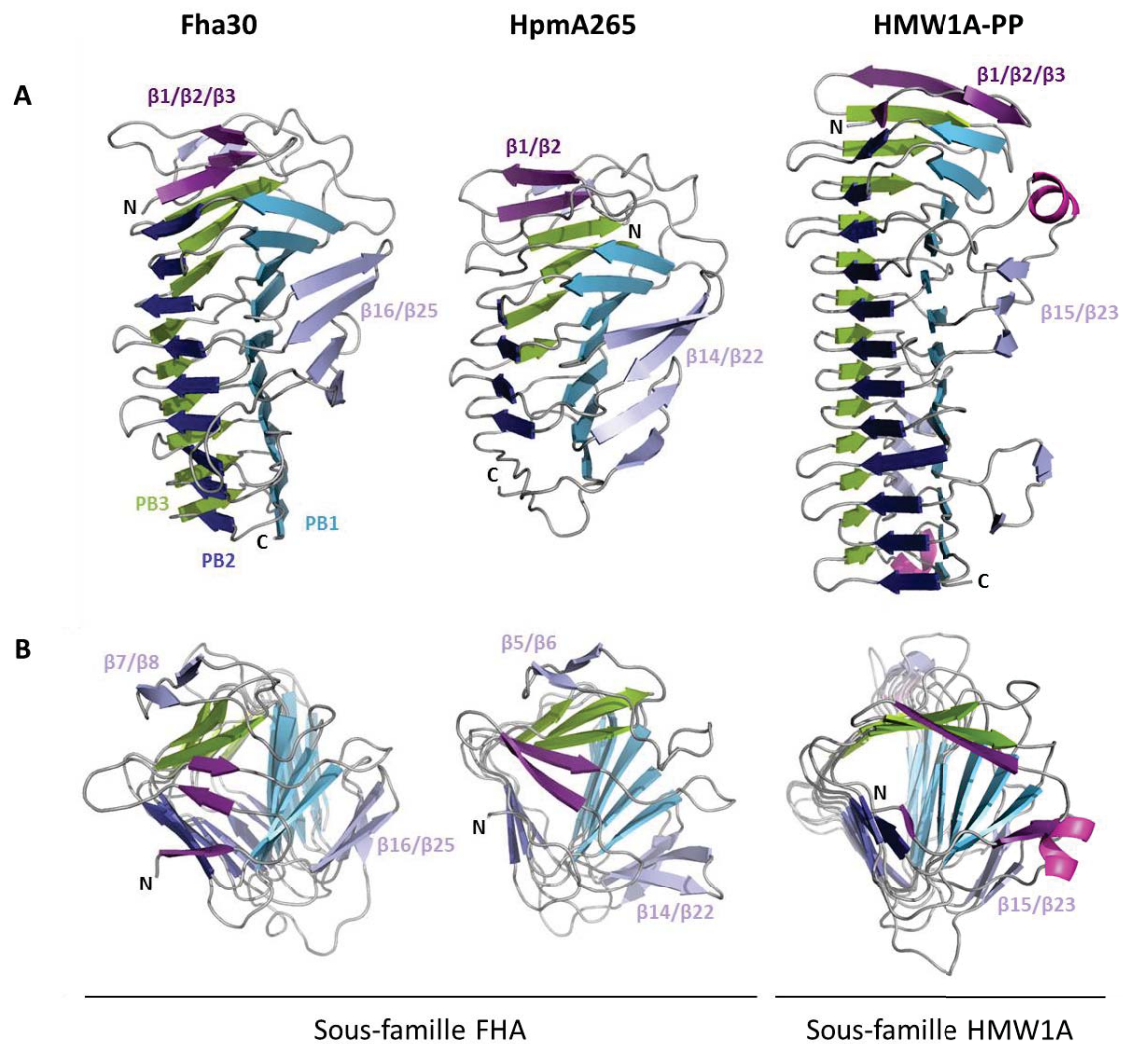 Fha30
HpmA265
HMW1A-PP
A
β1/β2/β3
N
β16/β25
PB3
PB1
PB2
C
β1/β2
N
β14/β22
C
β1/β2/β3
N
β15/β23
C
B
β7/β8
β16/β25
N
β5/β6
N
β14/β22
N
β15/β23
Sous-famille FHA
Sous-famille HMW1A